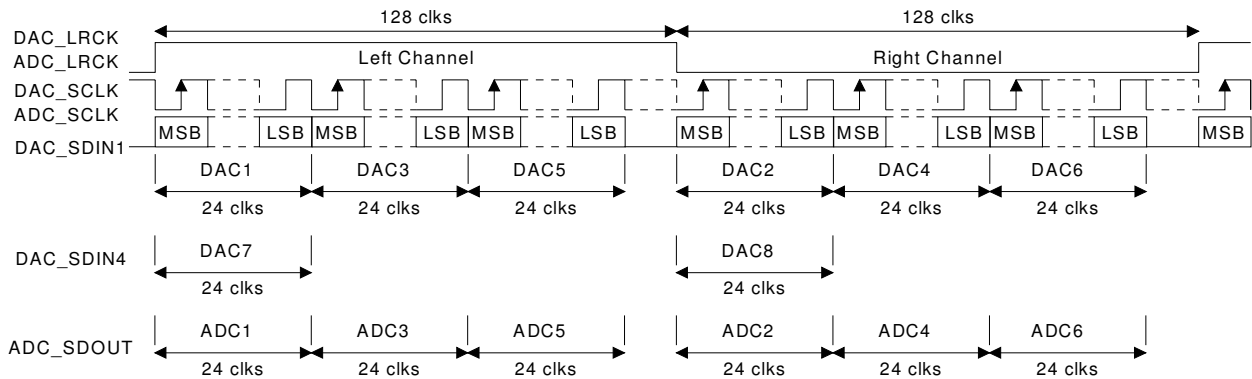 128 clks 128 clks
DAC_LRCK
ADC_LRCK Left Channel Right Channel
DAC_SCLK
ADC_SCLK
MSB LSB MSB LSB MSB LSB MSB LSB MSB LSB MSB LSB MSB
DAC_SDIN1
DAC1 DAC3 DAC5 DAC2 DAC4 DAC6
24 clks 24 clks 24 clks 24 clks 24 clks 24 clks
DAC_SDIN4 DAC7 DAC8
24 clks 24 clks
ADC_SDOUT ADC1 ADC3 ADC5 ADC2 ADC4 ADC6
24 clks 24 clks 24 clks 24 clks 24 clks 24 clks